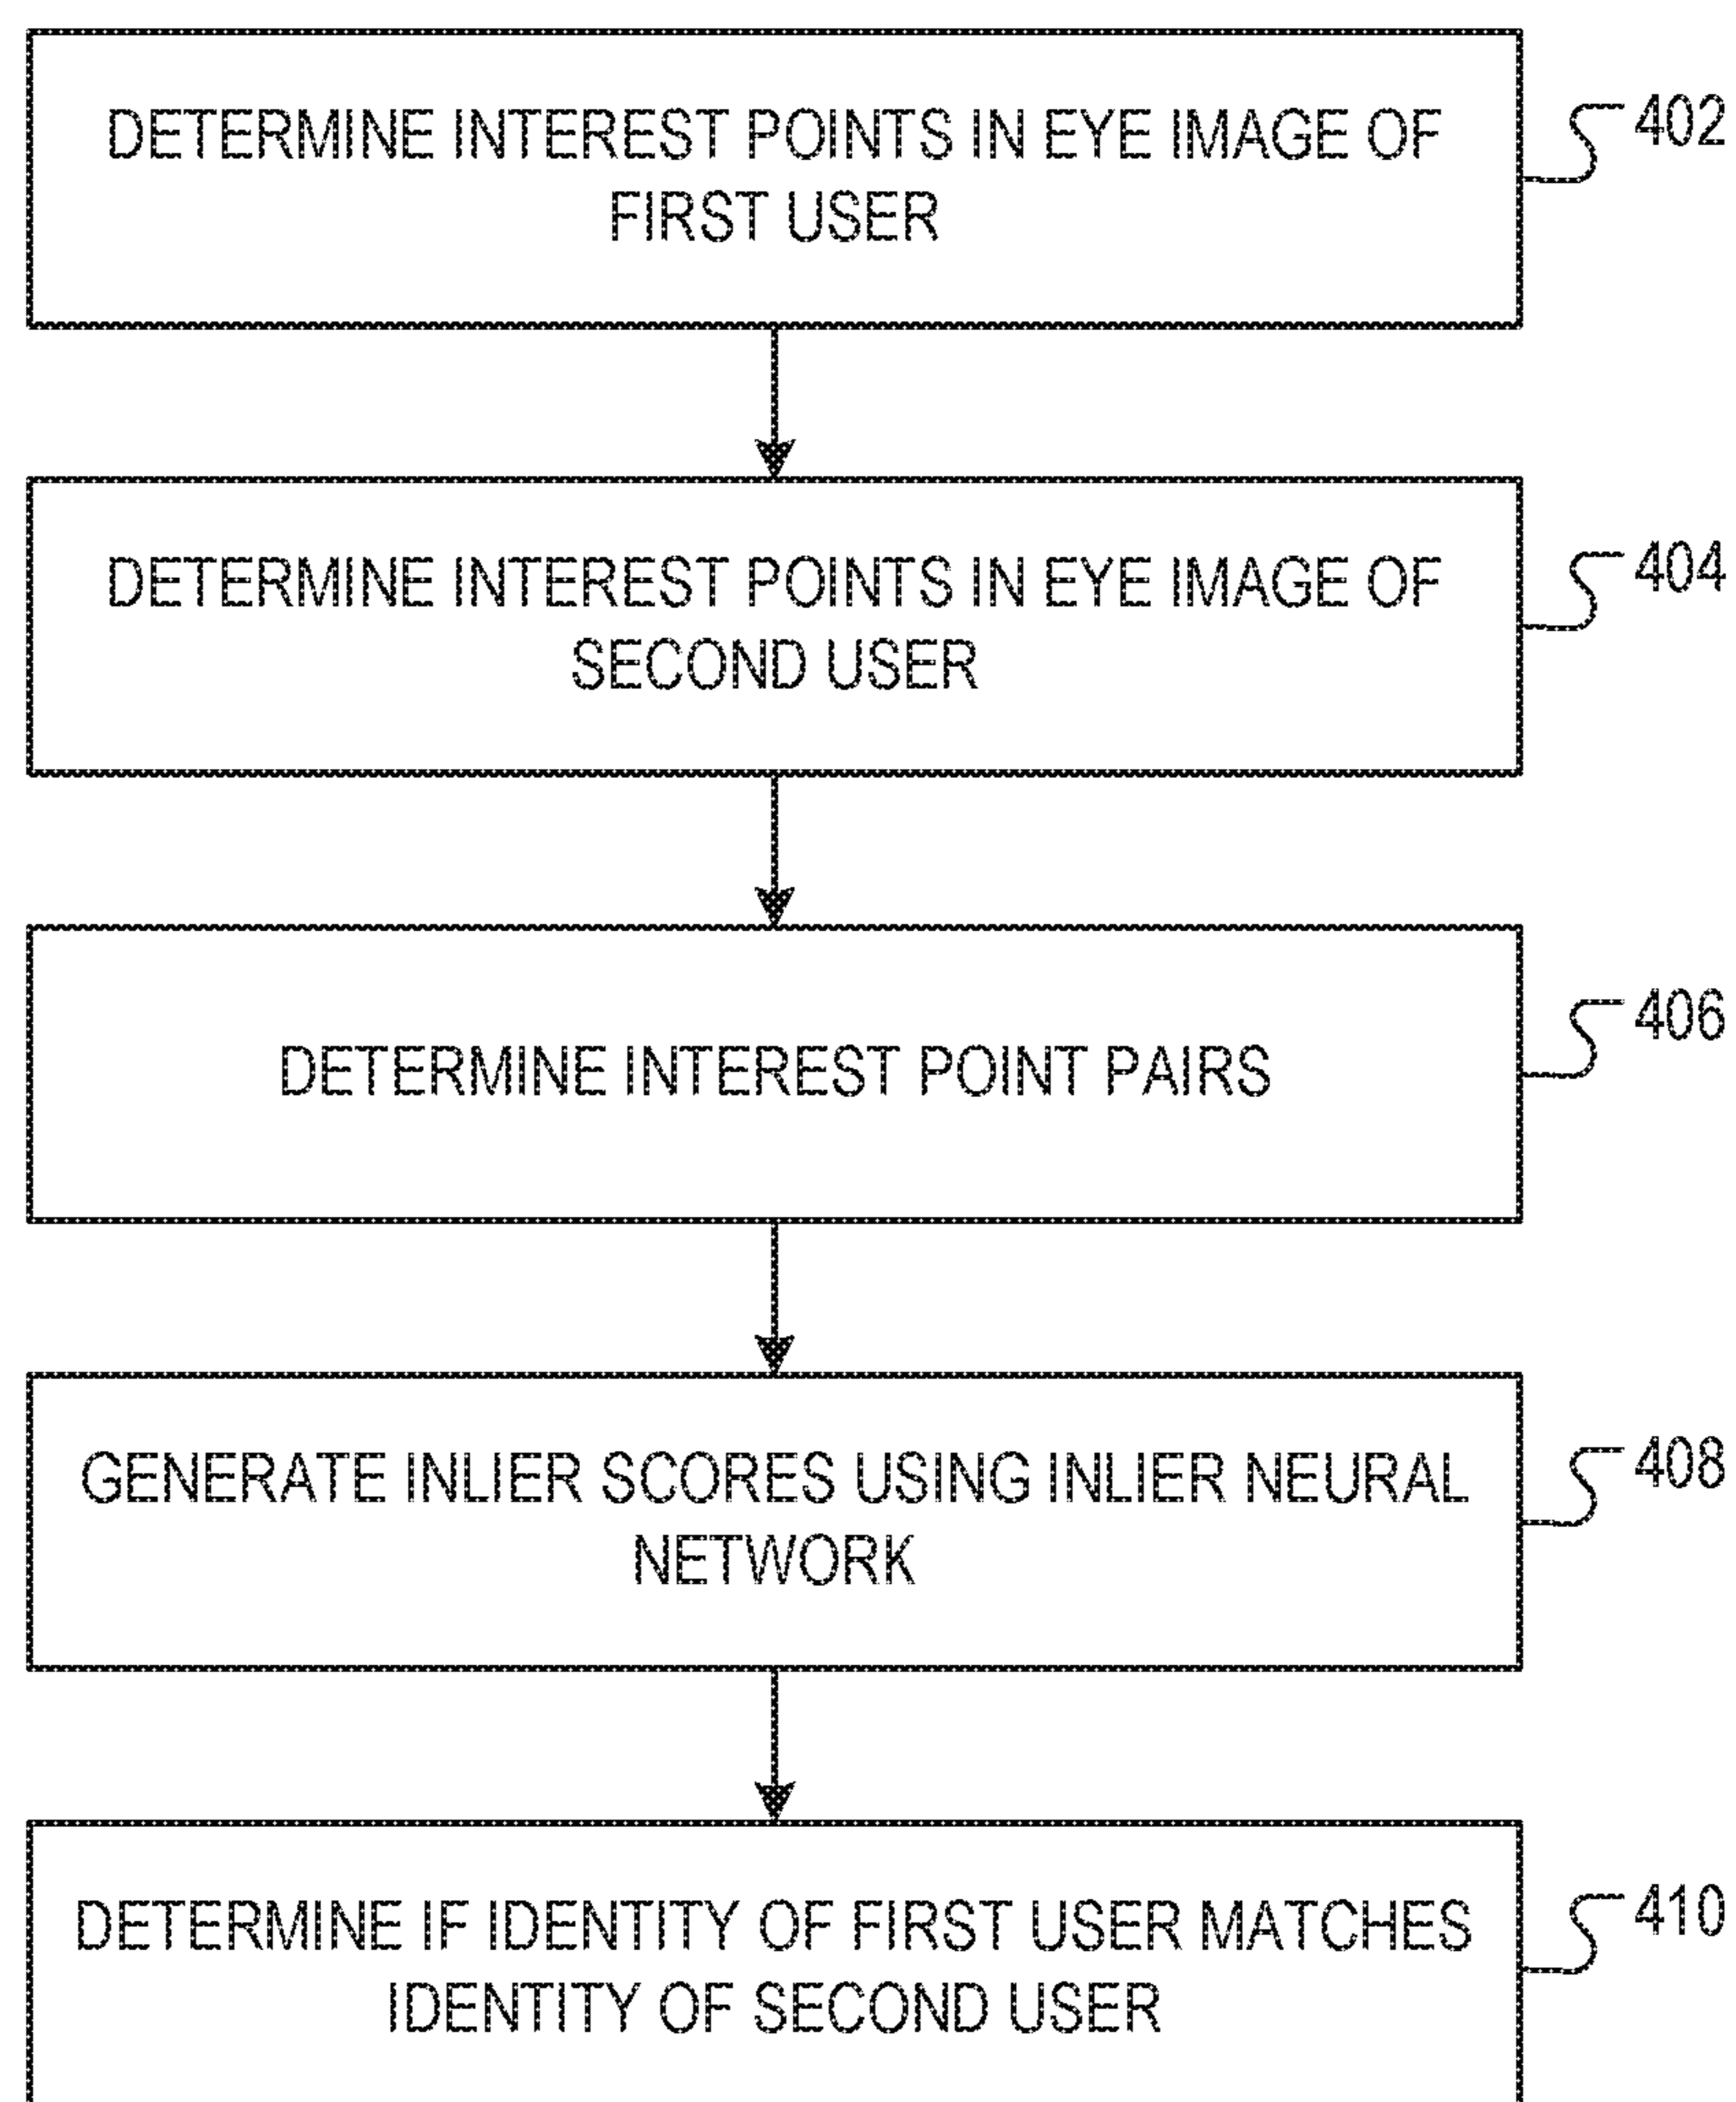 DETERMINE INTEREST POINTS IN EYE IMAGE OF
FIRST USER
402
DETERMINE INTEREST POINTS IN EYE IMAGE OF
SECOND USER
404
DETERMINE INTEREST POINT PAIRS
406
GENERATE INLIER SCORES USING INLIER NEURAL
NETWORK
408
DETERMINE IF IDENTITY OF FIRST USER MATCHES
IDENTITY OF SECOND USER
410